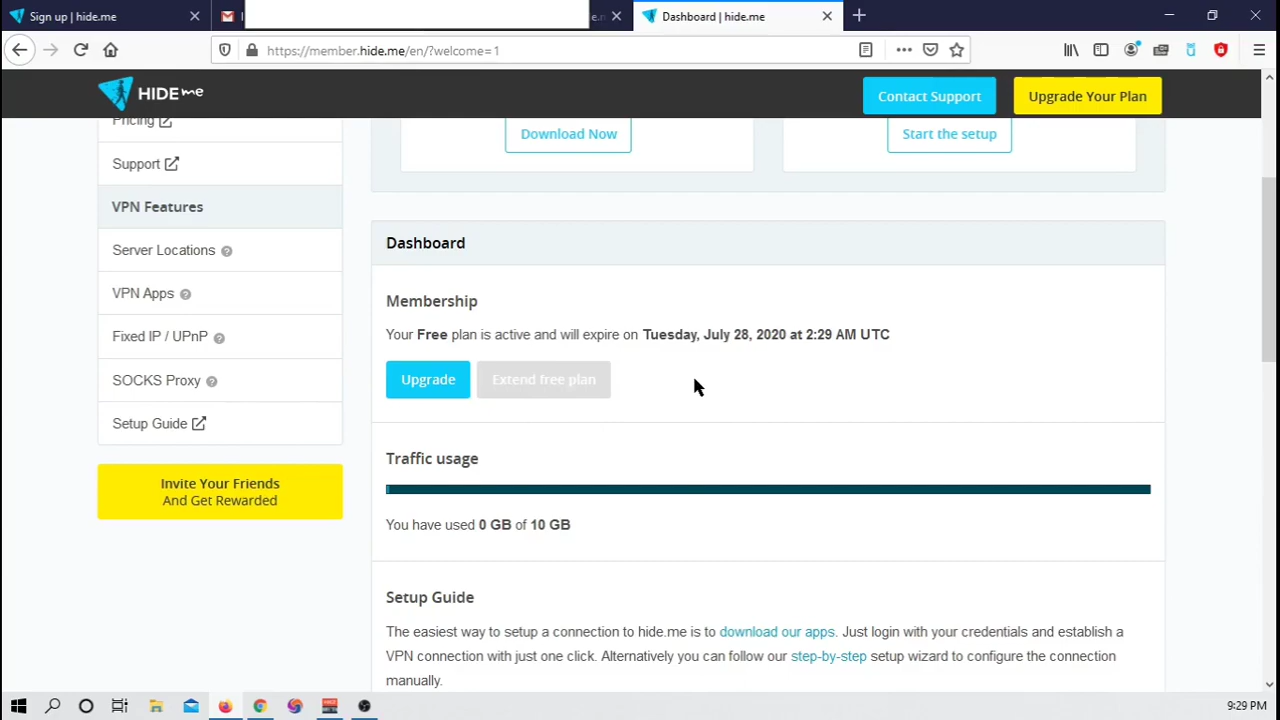 Sign up | hide.me
Dashboard | hide.me
https://member.hide.me/en/?welcome=1
HIDE me
Contact Support
Upgrade Your Plan
Pricing
Support
VPN Features
Server Locations
VPN Apps
Fixed IP / UPnP
SOCKS Proxy
Setup Guide
Invite Your Friends
And Get Rewarded
Download Now
Start the setup
Dashboard
Membership
Your Free plan is active and will expire on Tuesday, July 28, 2020 at 2:29 AM UTC
Upgrade
Extend free plan
Traffic usage
You have used 0 GB of 10 GB
Setup Guide
The easiest way to setup a connection to hide.me is to download our apps. Just login with your credentials and establish a
VPN connection with just one click. Alternatively you can follow our step-by-step setup wizard to configure the connection
manually.
9:29 PM